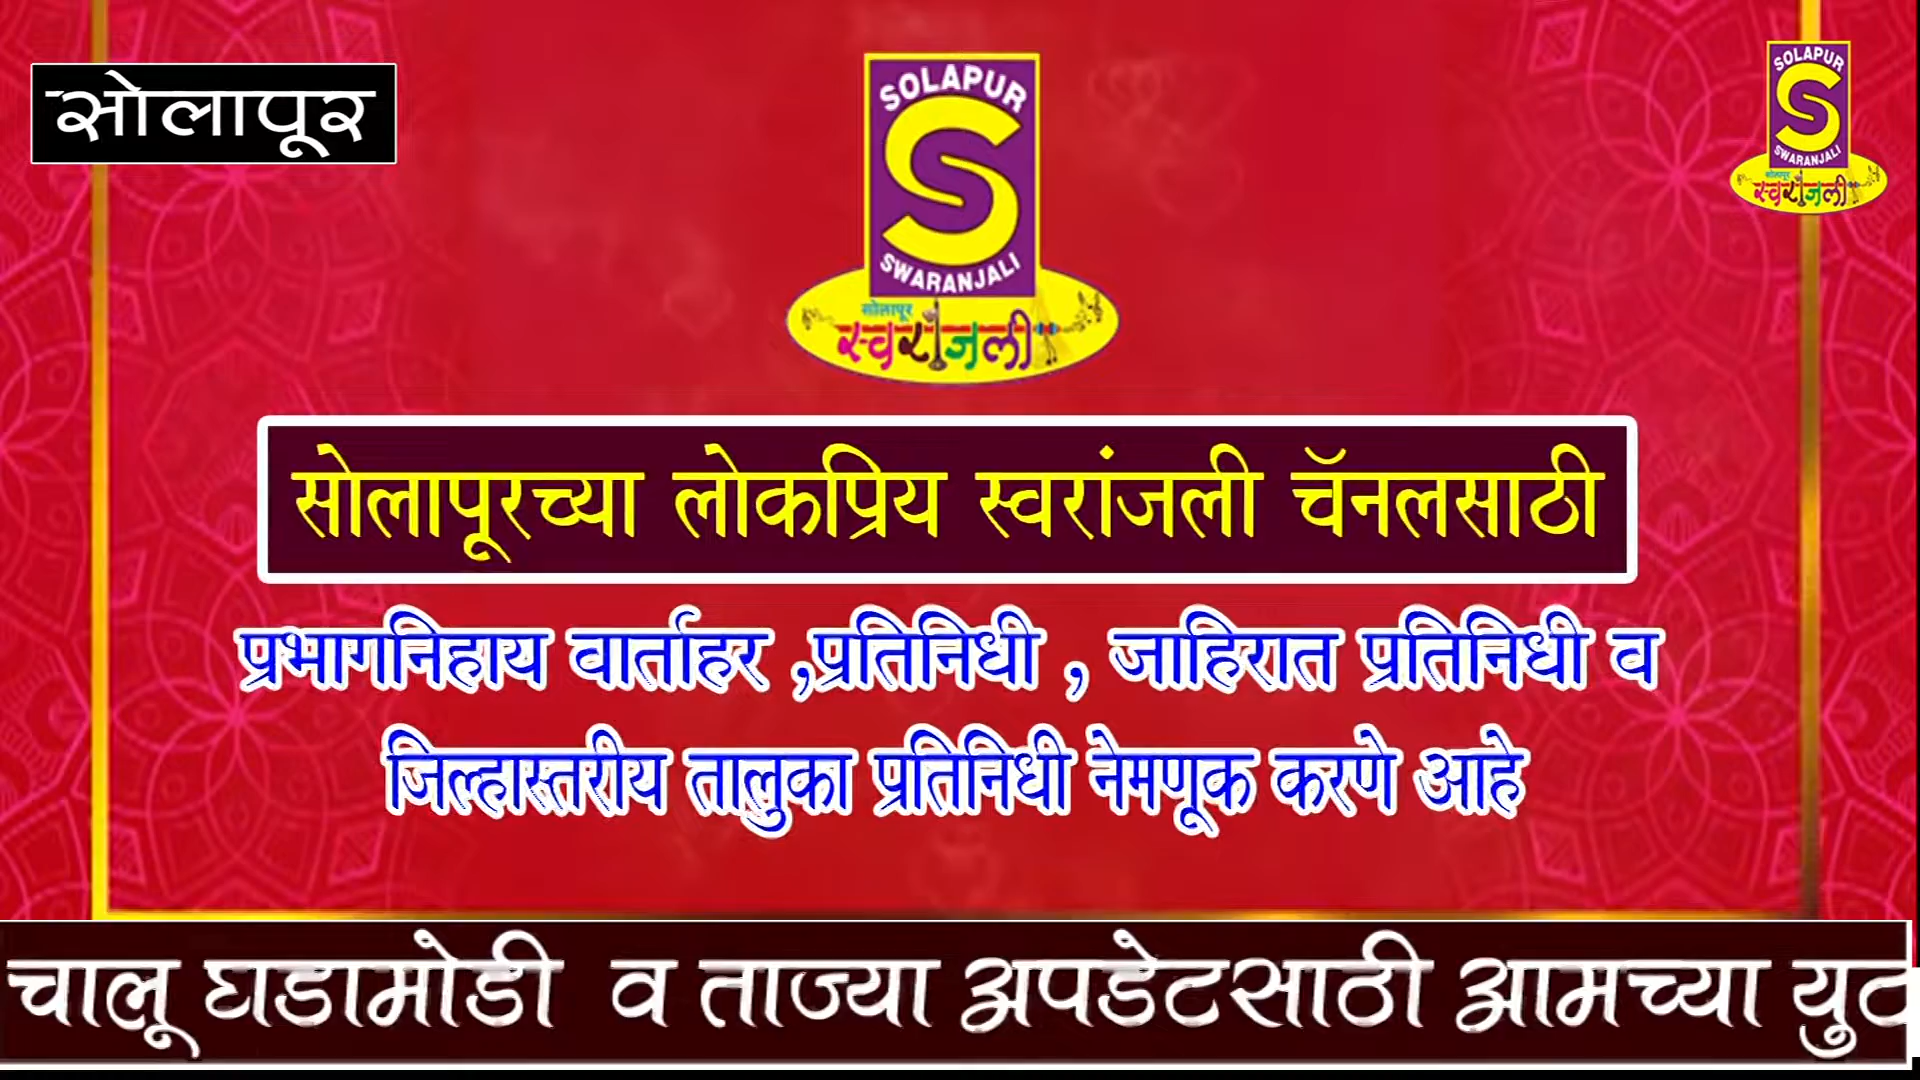 सोलापूर
SOLAPUR
S
SWARANJALI
सोलापूर
स्वरांजली
SOLAPUR
S
SWARANJALI
सोलापूर
स्वरांजली
सोलापूरच्या लोकप्रिय स्वरांजली चॅनलसाठी
प्रभागनिहाय वार्ताहर ,प्रतिनिधी , जाहिरात प्रतिनिधी व
जिल्हास्तरीय तालुका प्रतिनिधी नेमणूक करणे आहे
चालू घडामोडी व ताज्या अपडेटसाठी आमच्या युट